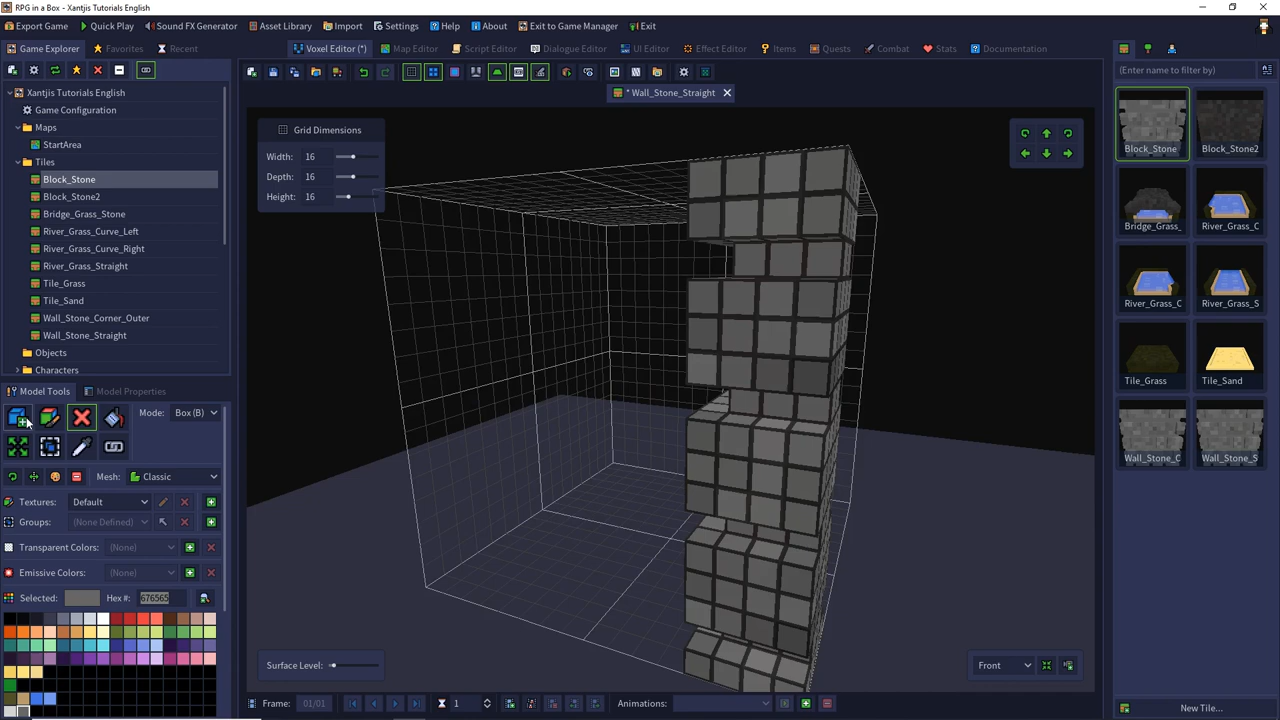 RPG in a Box - Xantjis Tutorials English
Export Game
Quick Play
Sound FX Generator
Asset Library
Import
Settings
Help
About
Exit to Game Manager
Exit
Game Explorer
Favorites
Recent
Voxel Editor (*)
Map Editor
Script Editor
Dialogue Editor
UI Editor
Effect Editor
Items
Quests
Combat
Stats
Documentation
(Enter name to filter by)
* Wall_Stone_Straight
Xantjis Tutorials English
Game Configuration
Maps
StartArea
Tiles
Block_Stone
Block_Stone2
Bridge_Grass_Stone
River_Grass_Curve_Left
River_Grass_Curve_Right
River_Grass_Straight
Tile_Grass
Tile_Sand
Wall_Stone_Corner_Outer
Wall_Stone_Straight
Objects
Characters
Grid Dimensions
Width: 16
Depth: 16
Height: 16
Block_Stone
Block_Stone2
Bridge_Grass_
River_Grass_C
River_Grass_C
River_Grass_S
Tile_Grass
Tile_Sand
Wall_Stone_C
Wall_Stone_S
Model Tools
Model Properties
Mode: Box (B)
Mesh: Classic
Textures: Default
Groups: (None Defined)
Transparent Colors: (None)
Emissive Colors: (None)
Selected: Hex #: 676565
Surface Level:
Front
Frame: 01/01
1
Animations:
New Tile...